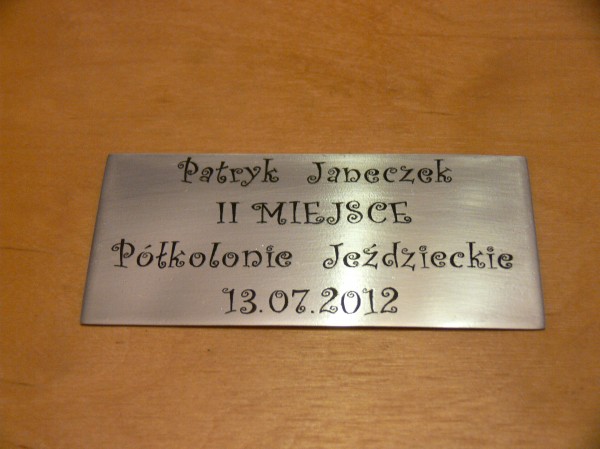 Patryk Janeczek
II MIEJSCE
Półkolonie Jeździeckie
13.07.2012